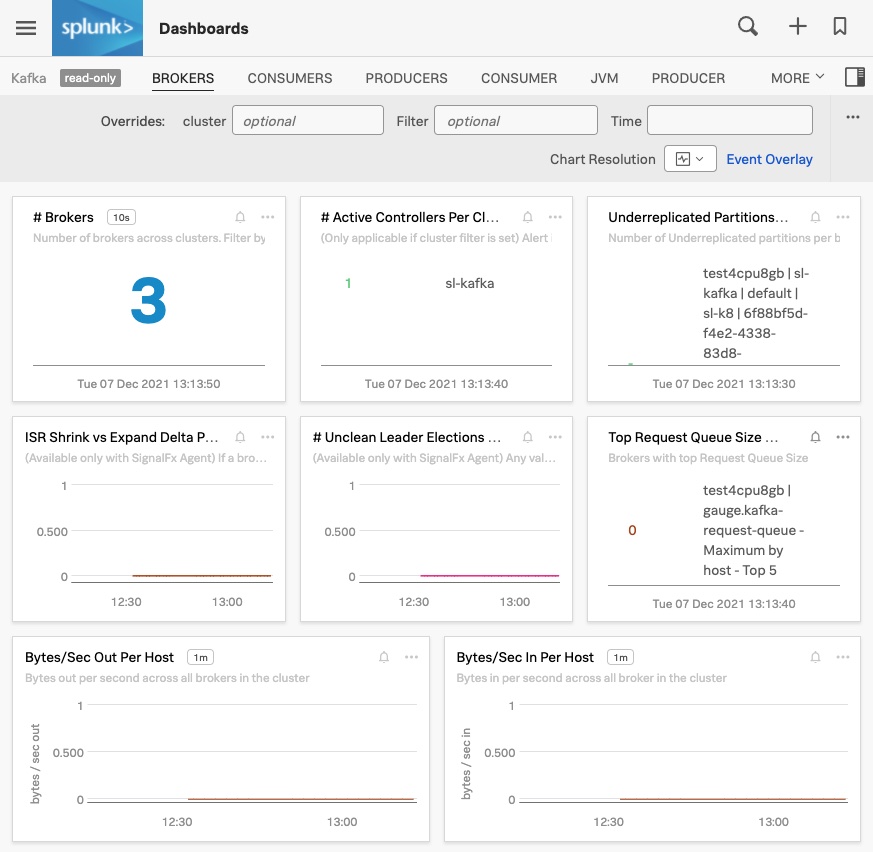 splunk> Dashboards
Kafka read-only BROKERS CONSUMERS PRODUCERS CONSUMER JVM PRODUCER MORE
Overrides: cluster optional Filter optional Time
Chart Resolution Event Overlay
# Brokers 10s
Number of brokers across clusters. Filter by
3
Tue 07 Dec 2021 13:13:50
# Active Controllers Per Cl...
(Only applicable if cluster filter is set) Alert i
1 sl-kafka
Tue 07 Dec 2021 13:13:40
Underreplicated Partitions...
Number of Underreplicated partitions per b
test4cpu8gb | sl-
kafka | default |
sl-k8 | 6f88bf5d-
f4e2-4338-
83d8-
Tue 07 Dec 2021 13:13:30
ISR Shrink vs Expand Delta P...
(Available only with SignalFx Agent) If a bro...
1
0.500
0
12:30 13:00
# Unclean Leader Elections ...
(Available only with SignalFx Agent) Any val...
1
0.500
0
12:30 13:00
Top Request Queue Size ...
Brokers with top Request Queue Size
0
test4cpu8gb |
gauge.kafka-
request-queue -
Maximum by
host - Top 5
Tue 07 Dec 2021 13:13:40
Bytes/Sec Out Per Host 1m
Bytes out per second across all brokers in the cluster
bytes / sec out
1
0.500
0
12:30 13:00
Bytes/Sec In Per Host 1m
Bytes in per second across all broker in the cluster
bytes / sec in
1
0.500
0
12:30 13:00